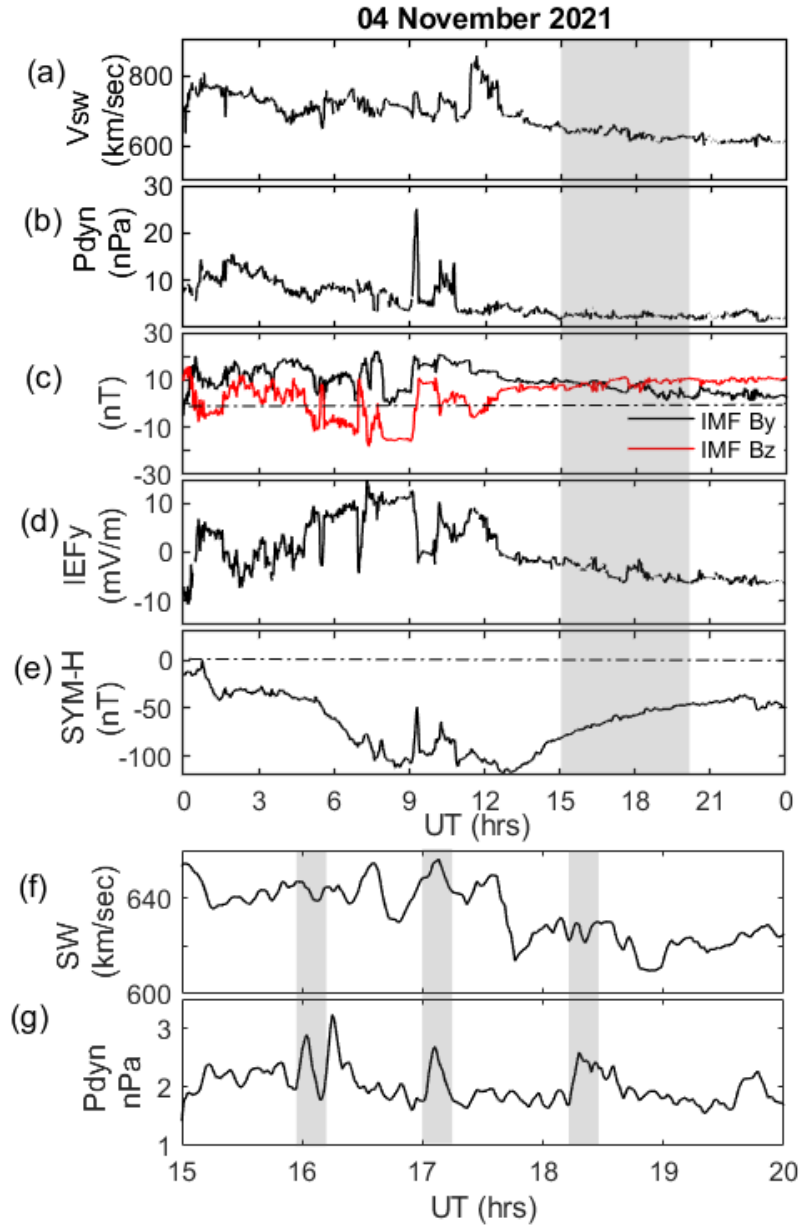 04 November 2021
(a)
Vsw
(km/sec)
800
600
30
(b)
Pdyn
(nPa)
20
10
30
(c)
(nT)
10
-10
-30
IMF By
IMF Bz
(d)
IEFy
(mV/m)
10
0
-10
(e)
SYM-H
(nT)
0
-50
-100
0 3 6 9 12 15 18 21 0
UT (hrs)
(f)
SW
(km/sec)
640
600
(g)
Pdyn
nPa
3
2
1
15 16 17 18 19 20
UT (hrs)